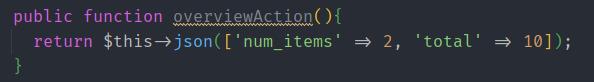 public function overviewAction(){
return $this->json(['num_items' => 2, 'total' => 10]);
}